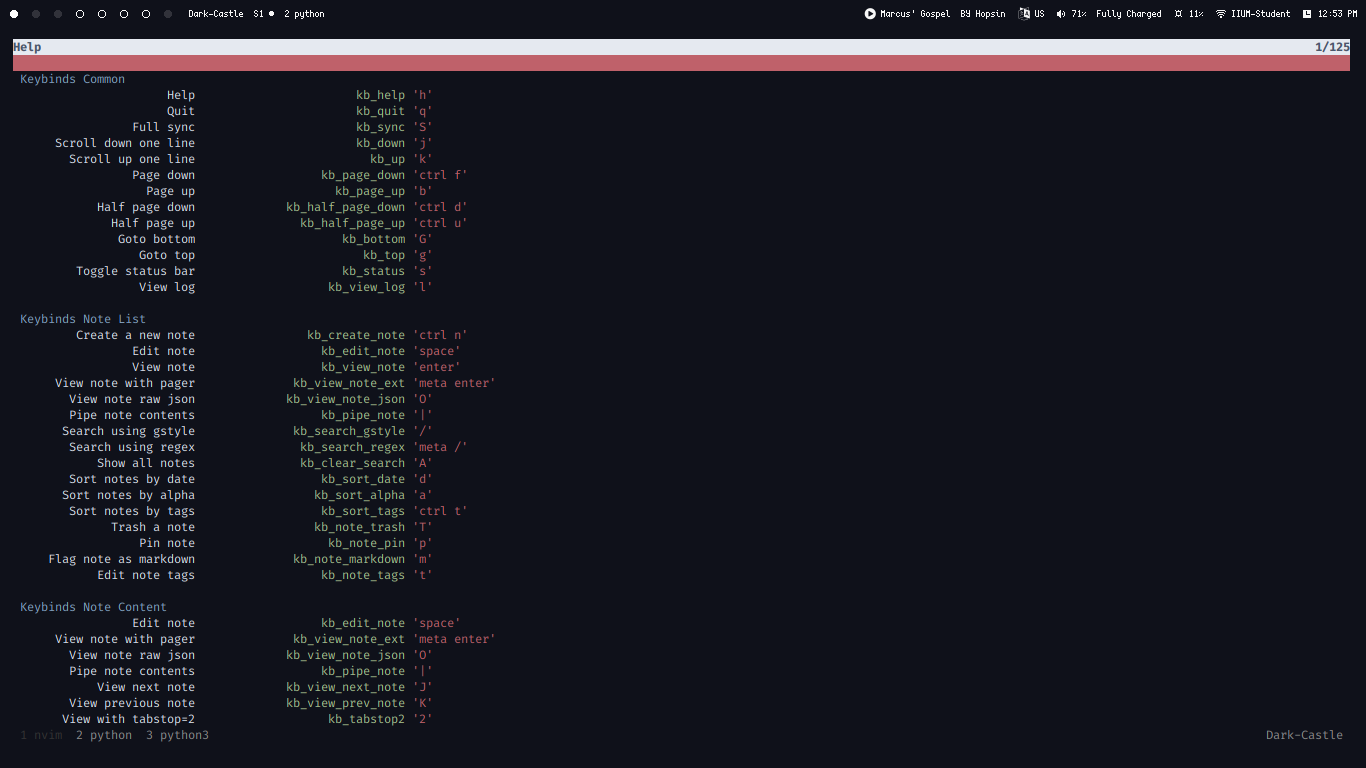 Dark-Castle S1 ● 2 python Marcus' Gospel BY Hopsin US 71% Fully Charged 11% IIUM-Student 12:53 PM
Help 1/125
Keybinds Common
Help kb_help 'h'
Quit kb_quit 'q'
Full sync kb_sync 'S'
Scroll down one line kb_down 'j'
Scroll up one line kb_up 'k'
Page down kb_page_down 'ctrl f'
Page up kb_page_up 'b'
Half page down kb_half_page_down 'ctrl d'
Half page up kb_half_page_up 'ctrl u'
Goto bottom kb_bottom 'G'
Goto top kb_top 'g'
Toggle status bar kb_status 's'
View log kb_view_log 'l'
Keybinds Note List
Create a new note kb_create_note 'ctrl n'
Edit note kb_edit_note 'space'
View note kb_view_note 'enter'
View note with pager kb_view_note_ext 'meta enter'
View note raw json kb_view_note_json 'O'
Pipe note contents kb_pipe_note '|'
Search using gstyle kb_search_gstyle '/'
Search using regex kb_search_regex 'meta /'
Show all notes kb_clear_search 'A'
Sort notes by date kb_sort_date 'd'
Sort notes by alpha kb_sort_alpha 'a'
Sort notes by tags kb_sort_tags 'ctrl t'
Trash a note kb_note_trash 'T'
Pin note kb_note_pin 'p'
Flag note as markdown kb_note_markdown 'm'
Edit note tags kb_note_tags 't'
Keybinds Note Content
Edit note kb_edit_note 'space'
View note with pager kb_view_note_ext 'meta enter'
View note raw json kb_view_note_json 'O'
Pipe note contents kb_pipe_note '|'
View next note kb_view_next_note 'J'
View previous note kb_view_prev_note 'K'
View with tabstop=2 kb_tabstop2 '2'
1 nvim 2 python 3 python3 Dark-Castle